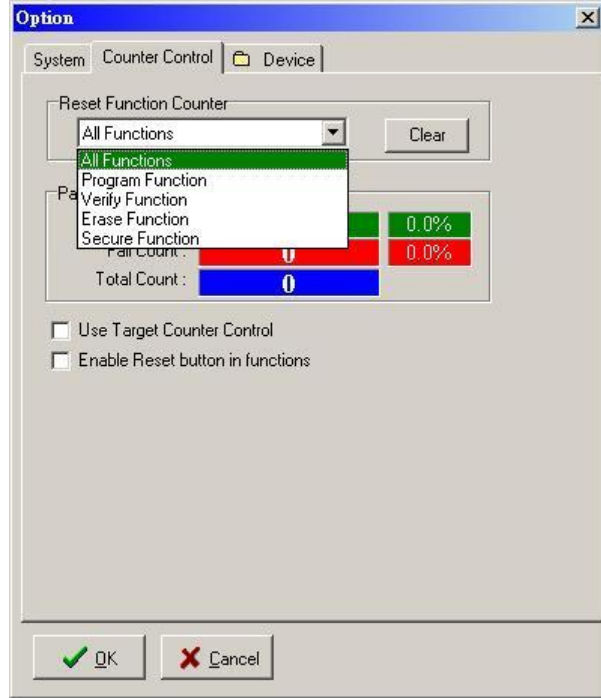 Option
System Counter Control Device
Reset Function Counter
All Functions Clear
All Functions
Program Function
Verify Function
Erase Function
Secure Function
0.0%
Fail Count : 0 0.0%
Total Count : 0
Use Target Counter Control
Enable Reset button in functions
OK Cancel